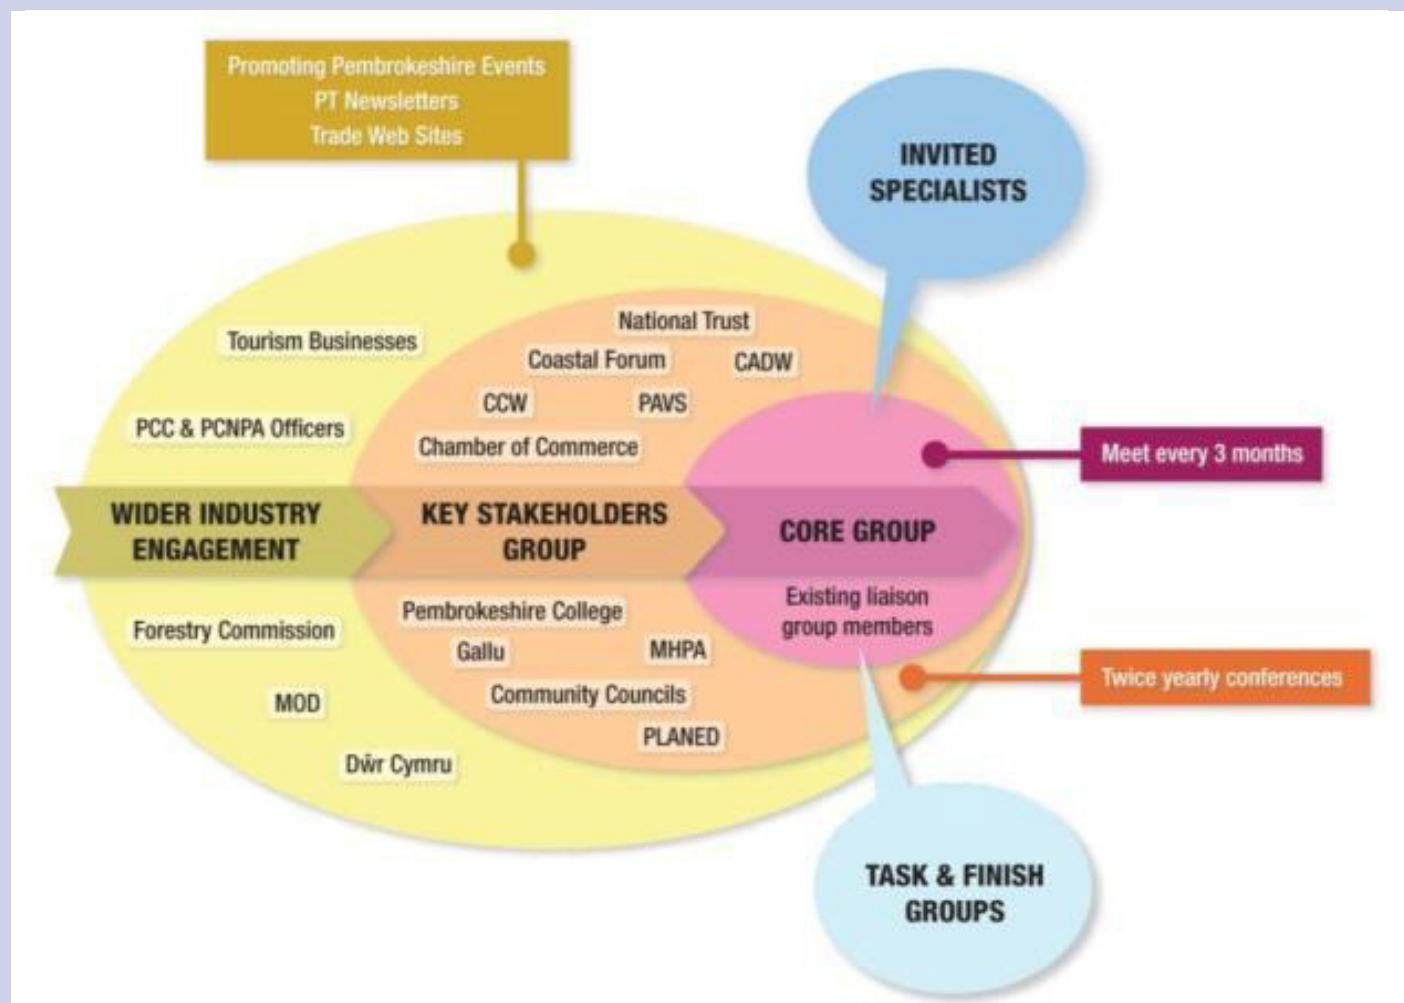 Promoting Pembrokeshire Events
PT Newsletters
Trade Web Sites
INVITED
SPECIALISTS
National Trust
Tourism Businesses
Coastal Forum
CADW
CCW
PAVS
PCC & PCNPA Officers
Chamber of Commerce
Meet every 3 months
WIDER INDUSTRY
ENGAGEMENT
KEY STAKEHOLDERS
GROUP
CORE GROUP
Existing liaison
group members
Pembrokeshire College
Forestry Commission
Gallu
MHPA
Twice yearly conferences
Community Councils
MOD
PLANED
Dŵr Cymru
TASK & FINISH
GROUPS